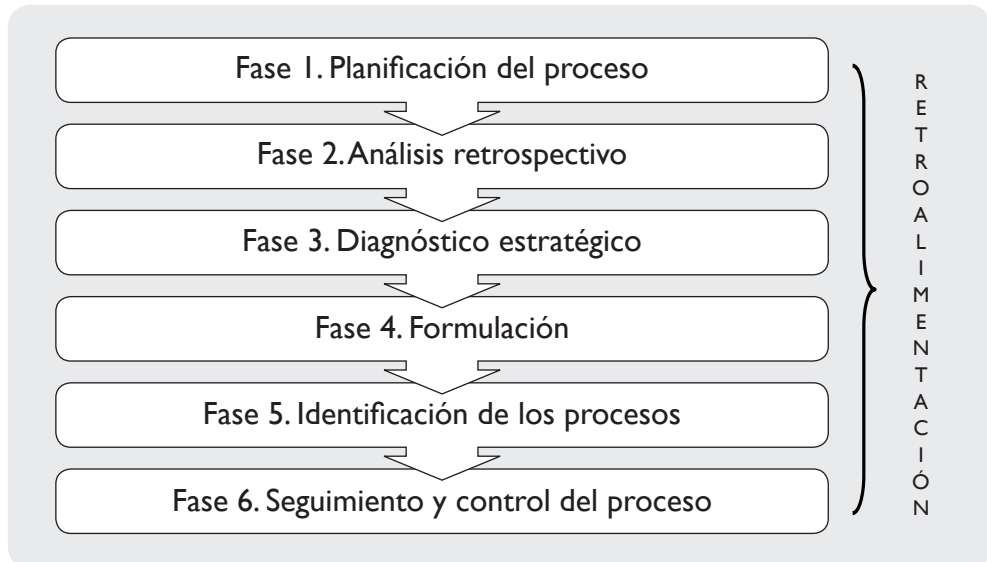 Fase 1. Planificación del proceso
Fase 2. Análisis retrospectivo
Fase 3. Diagnóstico estratégico
Fase 4. Formulación
Fase 5. Identificación de los procesos
Fase 6. Seguimiento y control del proceso
RETROALIMENTACIÓN